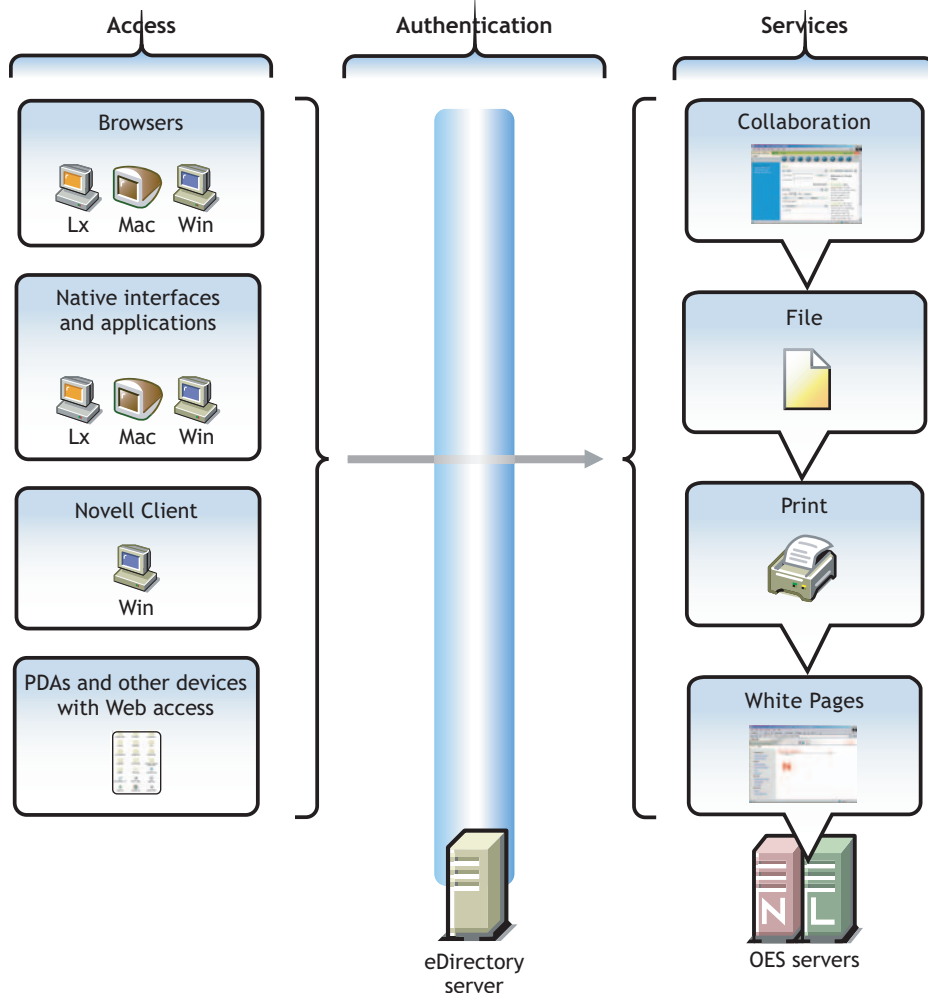 Access
Authentication
Services
Browsers
Lx Mac Win
Native interfaces
and applications
Lx Mac Win
Novell Client
Win
PDAs and other devices
with Web access
Collaboration
File
Print
White Pages
N
N L
eDirectory
server
OES servers